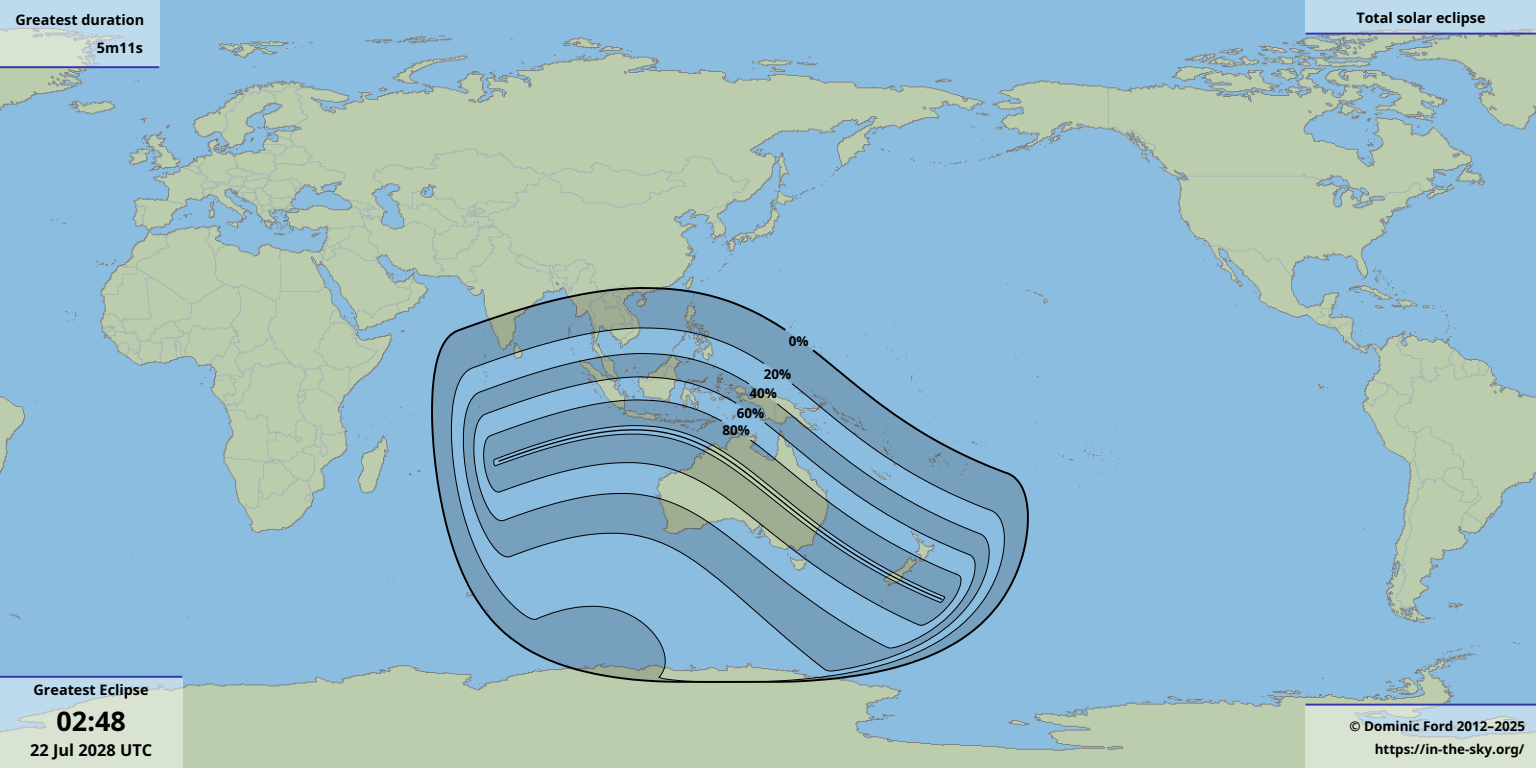 Greatest duration
5m11s
Total solar eclipse
0%
20%
40%
60%
80%
Greatest Eclipse
02:48
22 Jul 2028 UTC
© Dominic Ford 2012–2025
https://in-the-sky.org/